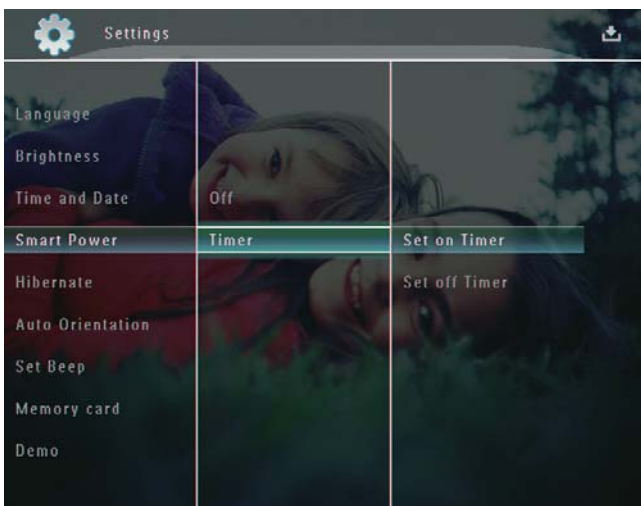 Settings
Language
Brightness
Time and Date
Off
Smart Power
Timer
Set on Timer
Hibernate
Set off Timer
Auto Orientation
Set Beep
Memory card
Demo